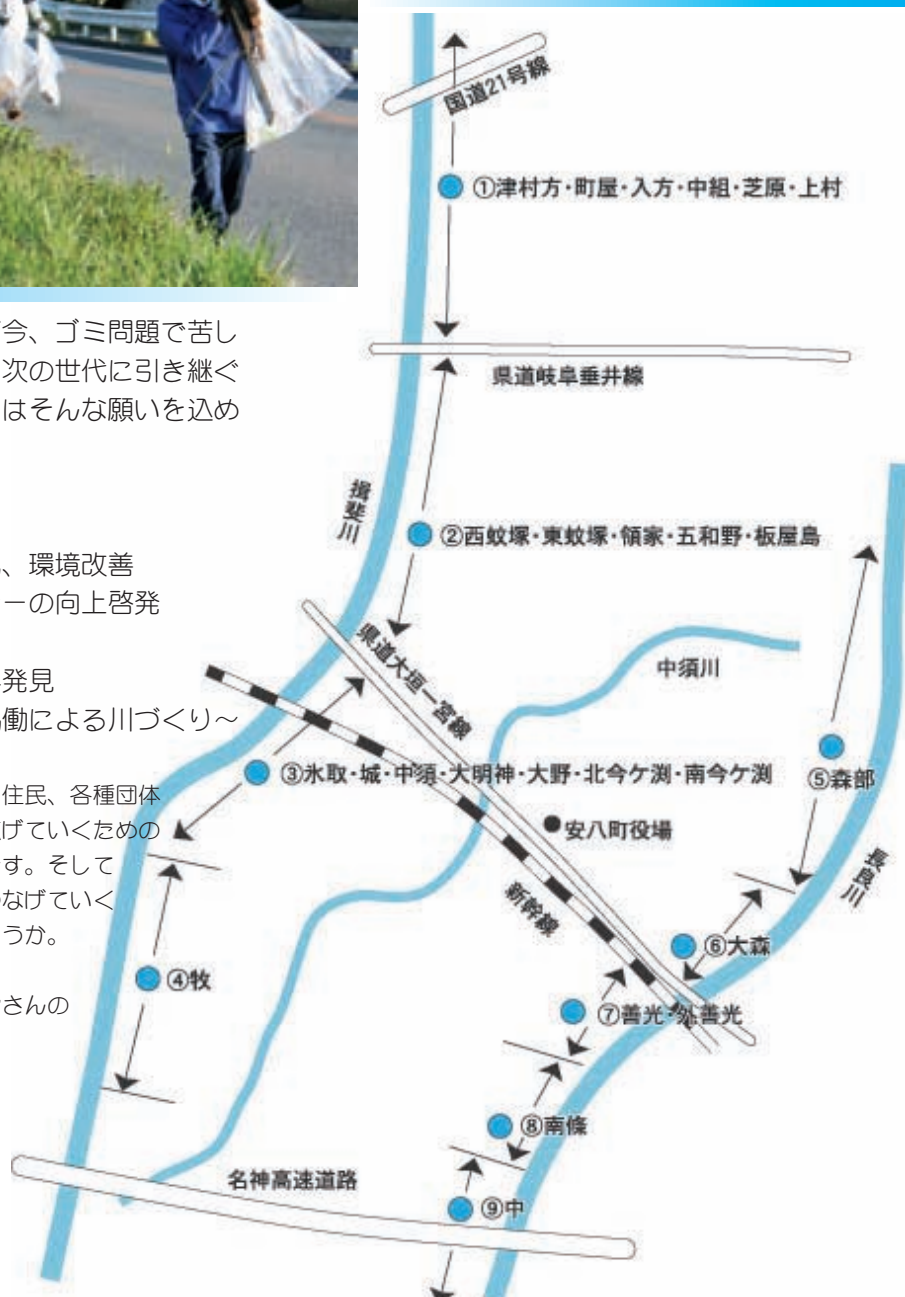 今、ゴミ問題で苦し
次の世代に引き継ぐ
はそんな願いを込め
、環境改善
ーの向上啓発
発見
働による川づくり～
住民、各種団体
げていくための
す。そして
なげていく
うか。
さんの
国道21号線
①津村方・町屋・入方・中組・芝原・上村
県道岐阜垂井線
揖斐川
②西蚊塚・東蚊塚・領家・五和野・板屋島
県道大垣一宮線
中須川
③氷取・城・中須・大明神・大野・北今ケ渕・南今ケ渕
⑤森部
安八町役場
長良川
新幹線
⑥大森
④牧
⑦善光・外善光
⑧南條
名神高速道路
⑨中